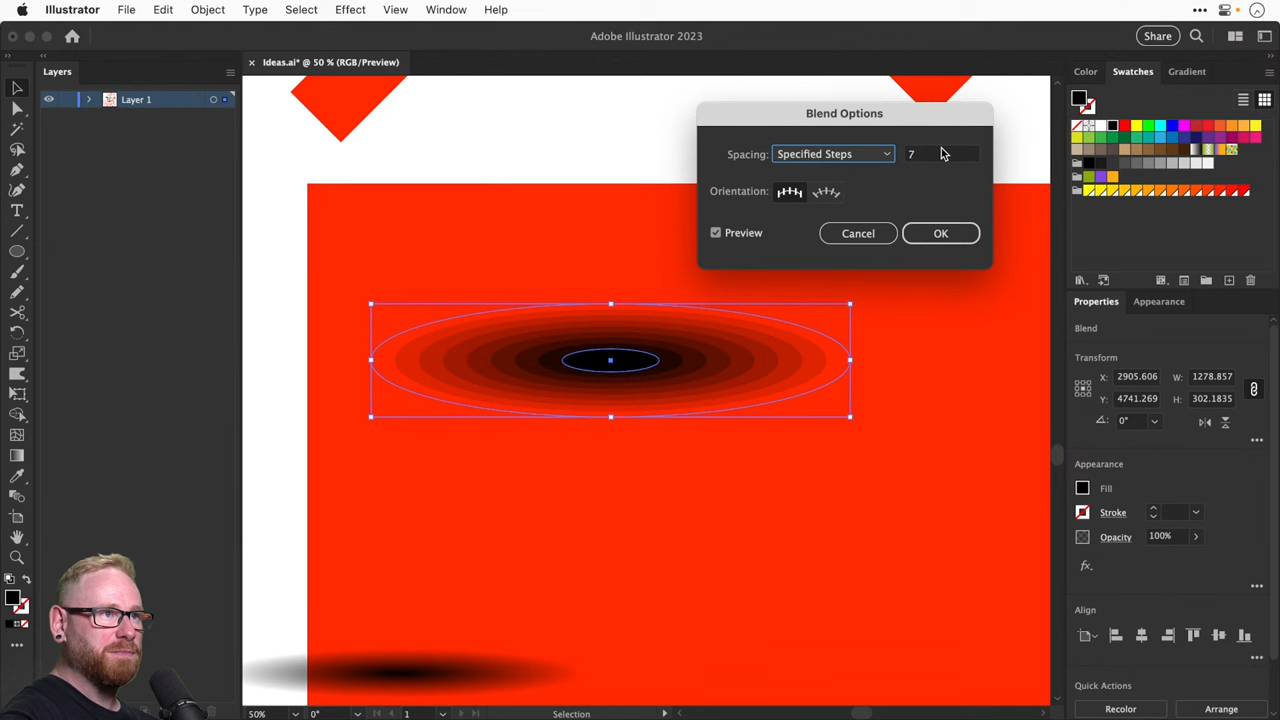 Illustrator File Edit Object Type Select Effect View Window Help
Adobe Illustrator 2023
Share
Layers
Ideas.ai* @ 50 % (RGB/Preview)
Color Swatches Gradient
Layer 1
Blend Options
Spacing: Specified Steps 7
Orientation:
Preview Cancel OK
Properties Appearance
Blend
Transform
X: 2905.606 W: 1278.857
Y: 4741.269 H: 302.1835
0°
Appearance
Fill
Stroke
Opacity 100%
fx.
Align
Quick Actions
Recolor Arrange
50% 0° 1 Selection